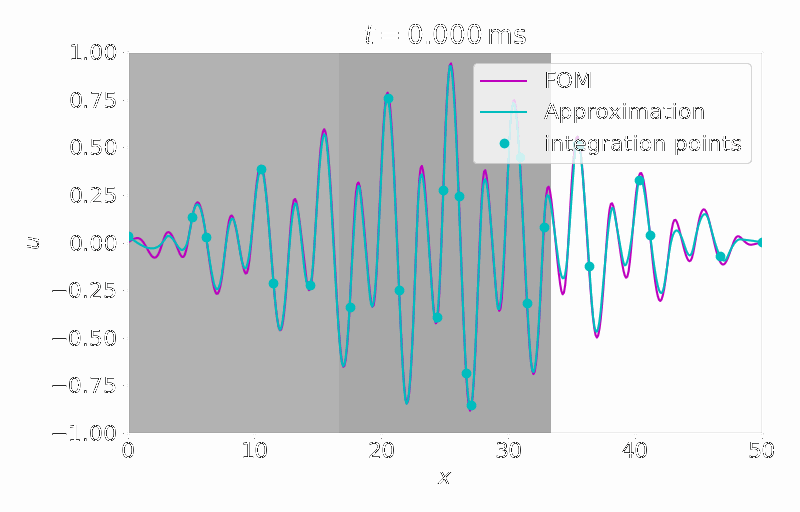 t = 0.000 ms
1.00
0.75
0.50
0.25
0.00
−0.25
−0.50
−0.75
−1.00
u
FOM
Approximation
integration points
0 10 20 30 40 50
x